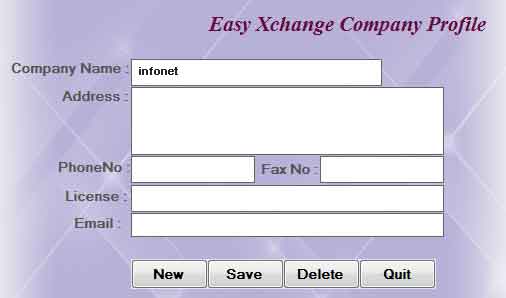 Easy Xchange Company Profile
Company Name : infonet
Address :
PhoneNo : Fax No :
License :
Email :
New Save Delete Quit